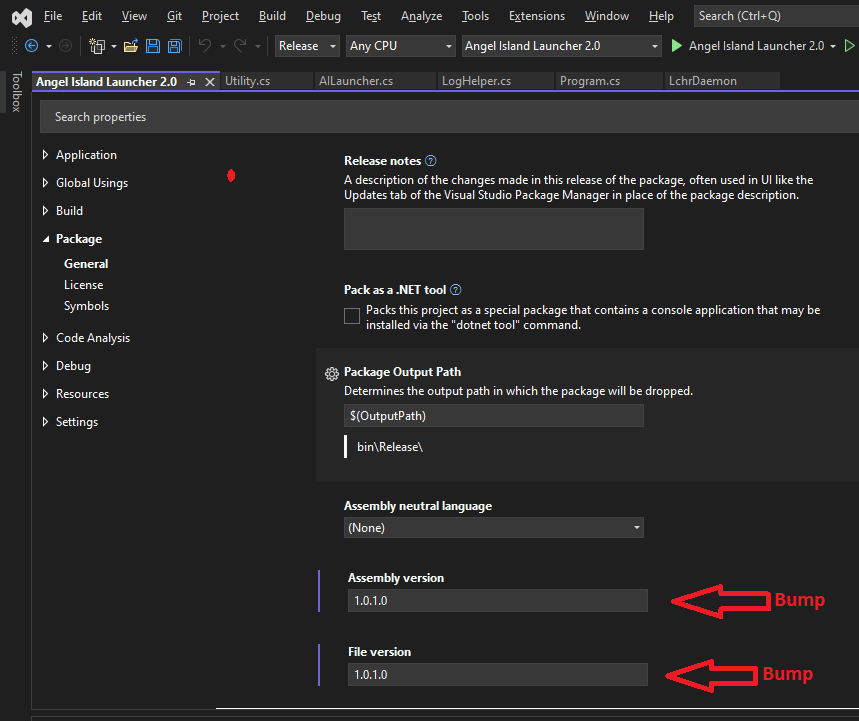 File Edit View Git Project Build Debug Test Analyze Tools Extensions Window Help Search (Ctrl+Q)
Release Any CPU Angel Island Launcher 2.0 Angel Island Launcher 2.0
Toolbox
Angel Island Launcher 2.0 Utility.cs AILauncher.cs LogHelper.cs Program.cs LchrDaemon
Search properties
Application
Global Usings
Build
Package
General
License
Symbols
Code Analysis
Debug
Resources
Settings
Release notes ?
A description of the changes made in this release of the package, often used in UI like the
Updates tab of the Visual Studio Package Manager in place of the package description.
Pack as a .NET tool ?
Packs this project as a special package that contains a console application that may be
installed via the "dotnet tool" command.
Package Output Path
Determines the output path in which the package will be dropped.
$(OutputPath)
bin\Release\
Assembly neutral language
(None)
Assembly version
1.0.1.0
Bump
File version
1.0.1.0
Bump